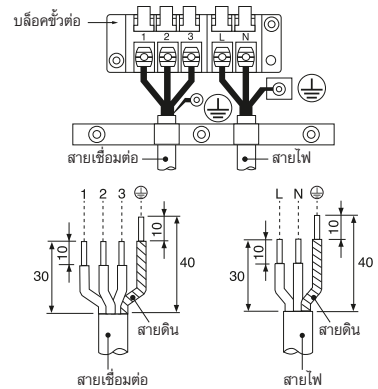 บล็อคขั้วต่อ
1 2 3 L N
สายเชื่อมต่อ
สายไฟ
1 2 3
10
10
30
40
สายดิน
สายเชื่อมต่อ
L N
10
10
30
40
สายดิน
สายไฟ